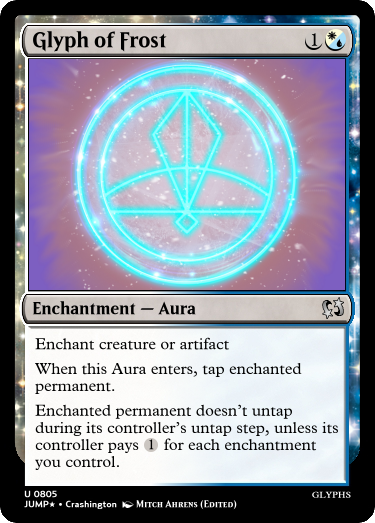 Glyph of Frost 1
Enchantment — Aura
Enchant creature or artifact
When this Aura enters, tap enchanted
permanent.
Enchanted permanent doesn't untap
during its controller's untap step, unless its
controller pays 1 for each enchantment
you control.
U 0805 GLYPHS
JUMP★ • Crashington Mitch Ahrens (Edited)